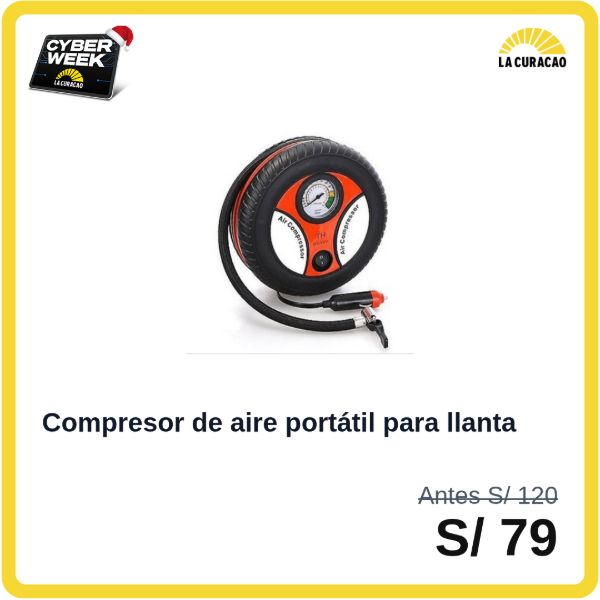 CYBER
WEEK
LA CURACAO
LA CURACAO
Air Compressor
Air Compressor
TH
Compresor de aire portátil para llanta
Antes S/ 120
S/ 79